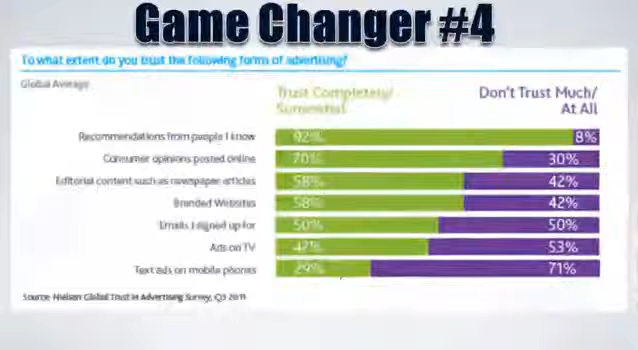 Game Changer #4
To what extent do you trust the following forms of advertising?
Global Average
Trust Completely/
Somewhat
Don't Trust Much/
At All
Recommendations from people I know 92% 8%
Consumer opinions posted online 70% 30%
Editorial content such as newspaper articles 58% 42%
Branded Websites 58% 42%
Emails I signed up for 50% 50%
Ads on TV 47% 53%
Text ads on mobile phones 29% 71%
Source: Nielsen Global Trust in Advertising Survey, Q3 2011